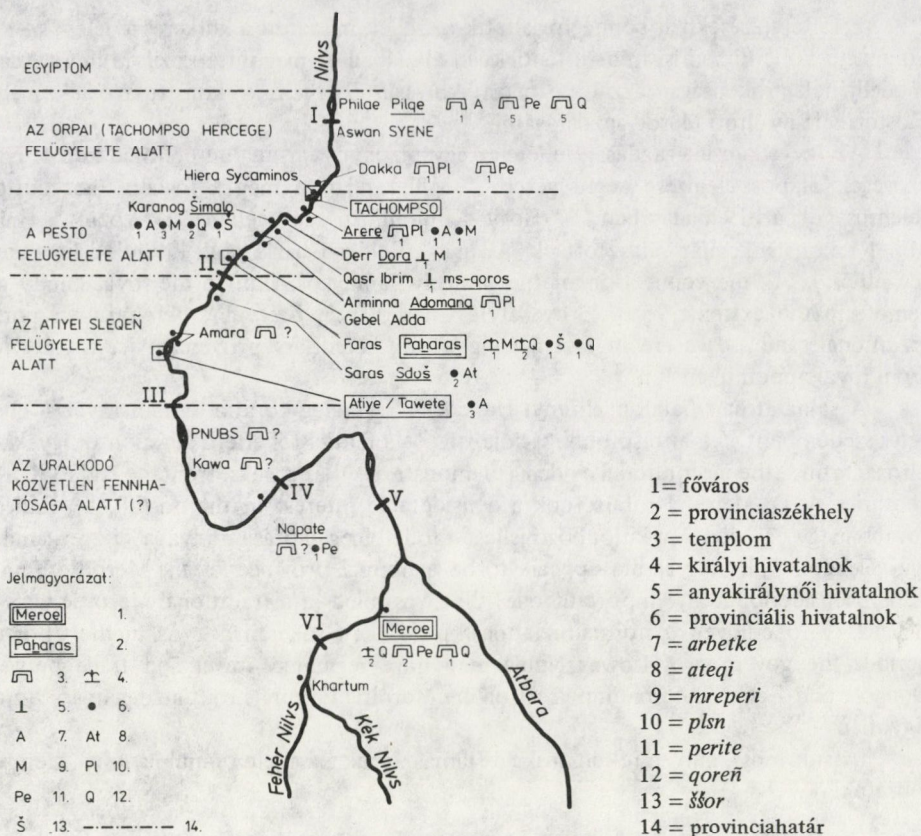 Nilvs
EGYIPTOM
I
Philae Pilqe A Pe Q
1 5 5
Aswan SYENE
AZ ORPAI (TACHOMPSO HERCEGE)
FELÜGYELETE ALATT
Hiera Sycaminos
Dakka Pl Pe
1 1
TACHOMPSO
Karanog Šimalo
A M Q Š
1 1 1 1
Arere Pl A M
1 1 1
A PEŠTO
FELÜGYELETE ALATT
Derr Dora M
II
Qasr Ibrim ms-qoros
1
Arminna Adomana Pl
Gebel Adda
AZ ATIYEI SLEQEÑ
FELÜGYELETE
ALATT
Amara ?
Faras Paharas M Q Š Q
1 2 1 1
Saras Sduš At
2
III
Atiye / Tawete A
3
PNUBS ?
Kawa ?
AZ URALKODÓ
KÖZVETLEN FENNHA-
TÓSÁGA ALATT (?)
IV
V
Napate
? Pe
1
Jelmagyarázat:
Meroe 1.
Paharas 2.
3. 4.
5. 6.
A 7. At 8.
M 9. Pl 10.
Pe 11. Q 12.
Š 13. 14.
VI
Meroe
Q Pe Q
2 2 1
Khartum
Atbara
Fehér Nilvs
Kék Nilvs
1 = főváros
2 = provinciaszékhely
3 = templom
4 = királyi hivatalnok
5 = anyakirálynői hivatalnok
6 = provinciális hivatalnok
7 = arbetke
8 = ateqi
9 = mreperi
10 = plsn
11 = perite
12 = qoreñ
13 = ššor
14 = provinciahatár